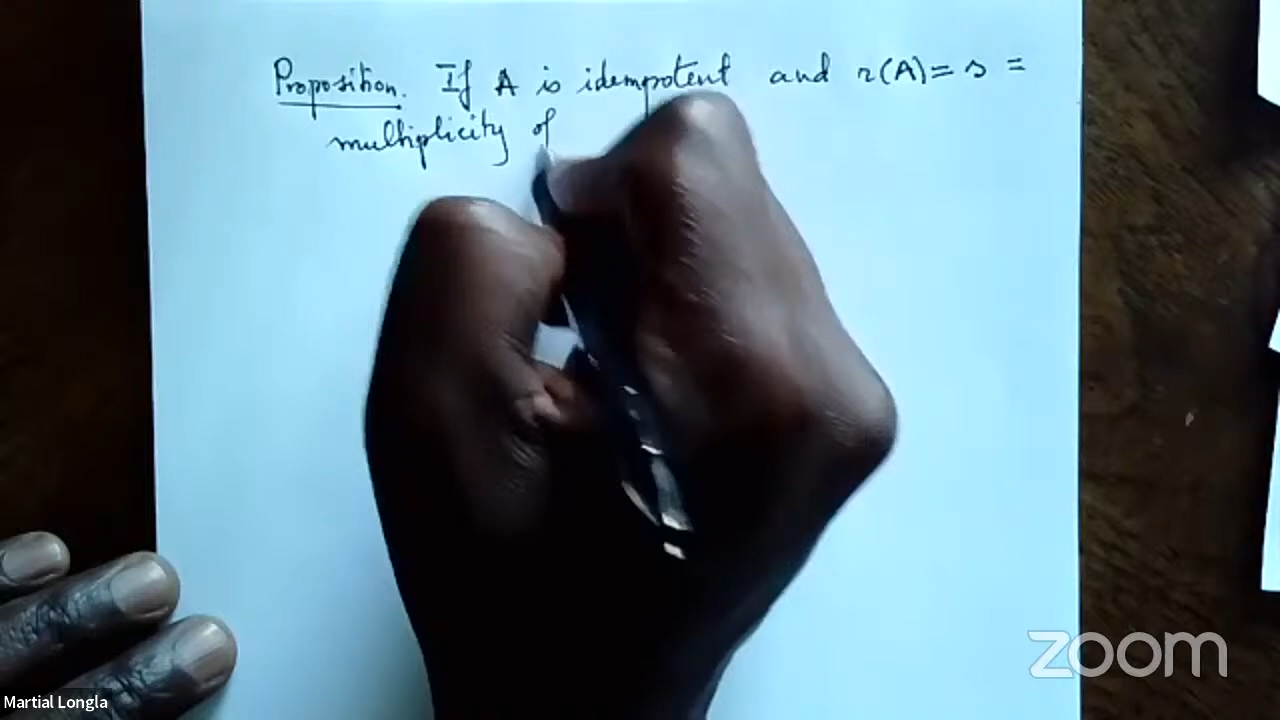 Proposition. If A is idempotent and r(A) = s =
multiplicity of
zoom
Martial Longla